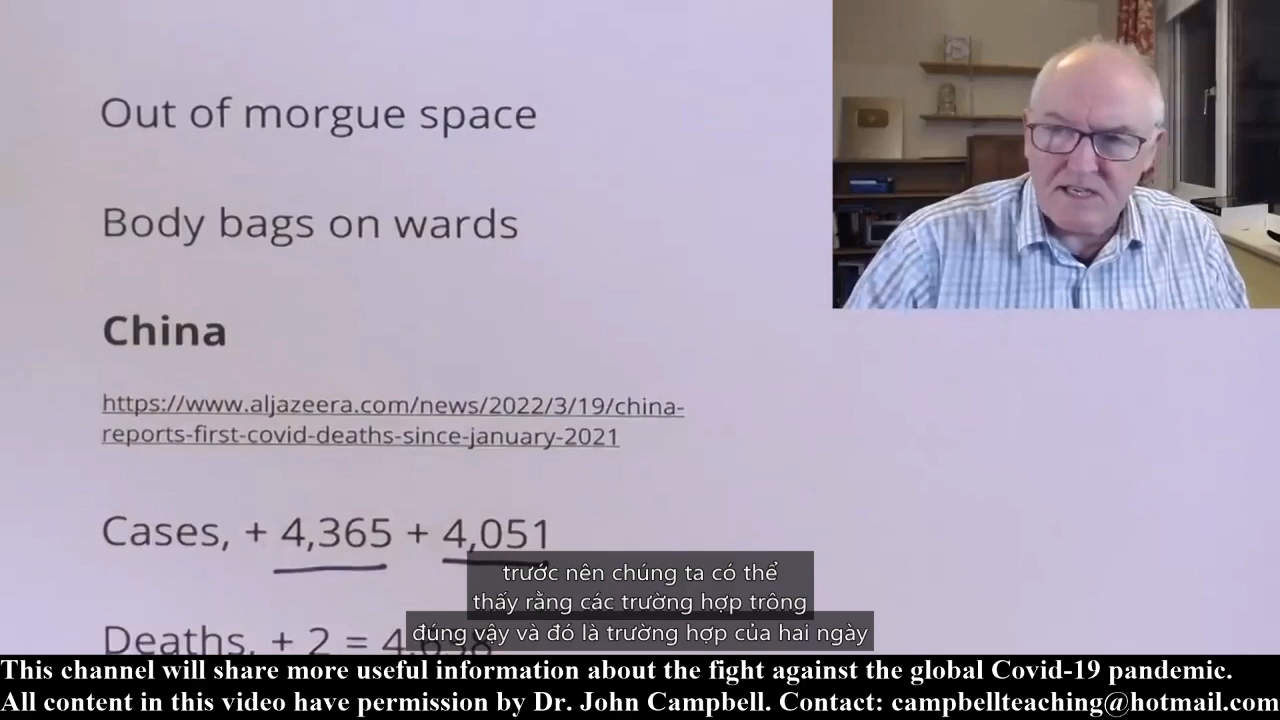 Out of morgue space
Body bags on wards
China
https://www.aljazeera.com/news/2022/3/19/china-
reports-first-covid-deaths-since-january-2021
Cases, + 4,365 + 4,051
trước nên chúng ta có thể
thấy rằng các trường hợp trông
Deaths, + 2 = 4,638
đúng vậy và đó là trường hợp của hai ngày
This channel will share more useful information about the fight against the global Covid-19 pandemic.
All content in this video have permission by Dr. John Campbell. Contact: campbellteaching@hotmail.com